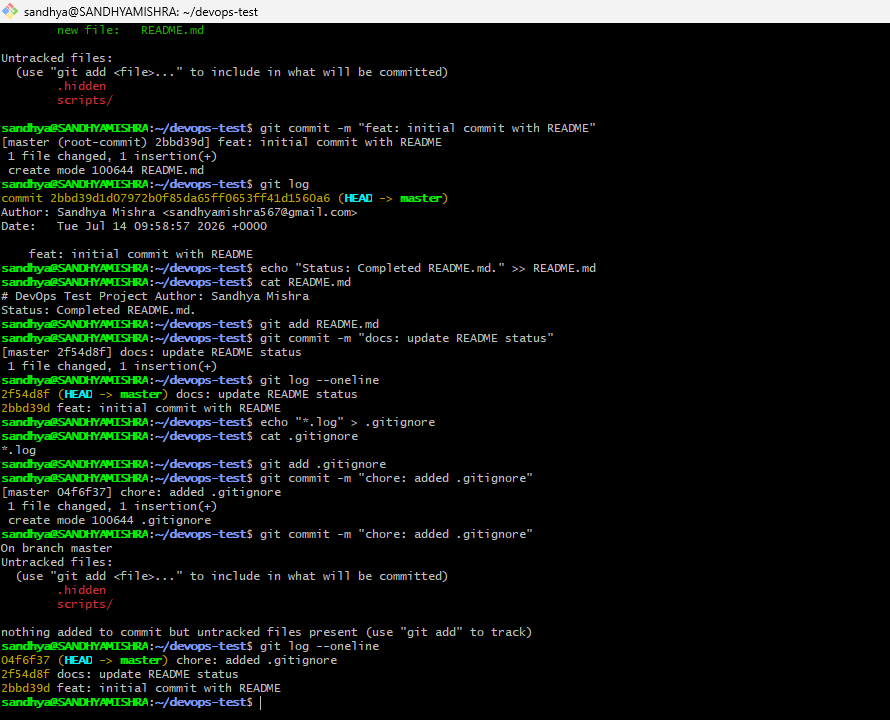 sandhya@SANDHYAMISHRA: ~/devops-test
new file:   README.md
Untracked files:
  (use "git add <file>..." to include in what will be committed)
        .hidden
        scripts/
sandhya@SANDHYAMISHRA:~/devops-test$ git commit -m "feat: initial commit with README"
[master (root-commit) 2bbd39d] feat: initial commit with README
 1 file changed, 1 insertion(+)
 create mode 100644 README.md
sandhya@SANDHYAMISHRA:~/devops-test$ git log
commit 2bbd39d1d07972b0f85da65ff0653ff41d1560a6 (HEAD -> master)
Author: Sandhya Mishra <sandhyamishra567@gmail.com>
Date:   Tue Jul 14 09:58:57 2026 +0000
    feat: initial commit with README
sandhya@SANDHYAMISHRA:~/devops-test$ echo "Status: Completed README.md." >> README.md
sandhya@SANDHYAMISHRA:~/devops-test$ cat README.md
# DevOps Test Project Author: Sandhya Mishra
Status: Completed README.md.
sandhya@SANDHYAMISHRA:~/devops-test$ git add README.md
sandhya@SANDHYAMISHRA:~/devops-test$ git commit -m "docs: update README status"
[master 2f54d8f] docs: update README status
 1 file changed, 1 insertion(+)
sandhya@SANDHYAMISHRA:~/devops-test$ git log --oneline
2f54d8f (HEAD -> master) docs: update README status
2bbd39d feat: initial commit with README
sandhya@SANDHYAMISHRA:~/devops-test$ echo "*.log" > .gitignore
sandhya@SANDHYAMISHRA:~/devops-test$ cat .gitignore
*.log
sandhya@SANDHYAMISHRA:~/devops-test$ git add .gitignore
sandhya@SANDHYAMISHRA:~/devops-test$ git commit -m "chore: added .gitignore"
[master 04f6f37] chore: added .gitignore
 1 file changed, 1 insertion(+)
 create mode 100644 .gitignore
sandhya@SANDHYAMISHRA:~/devops-test$ git commit -m "chore: added .gitignore"
On branch master
Untracked files:
  (use "git add <file>..." to include in what will be committed)
        .hidden
        scripts/
nothing added to commit but untracked files present (use "git add" to track)
sandhya@SANDHYAMISHRA:~/devops-test$ git log --oneline
04f6f37 (HEAD -> master) chore: added .gitignore
2f54d8f docs: update README status
2bbd39d feat: initial commit with README
sandhya@SANDHYAMISHRA:~/devops-test$